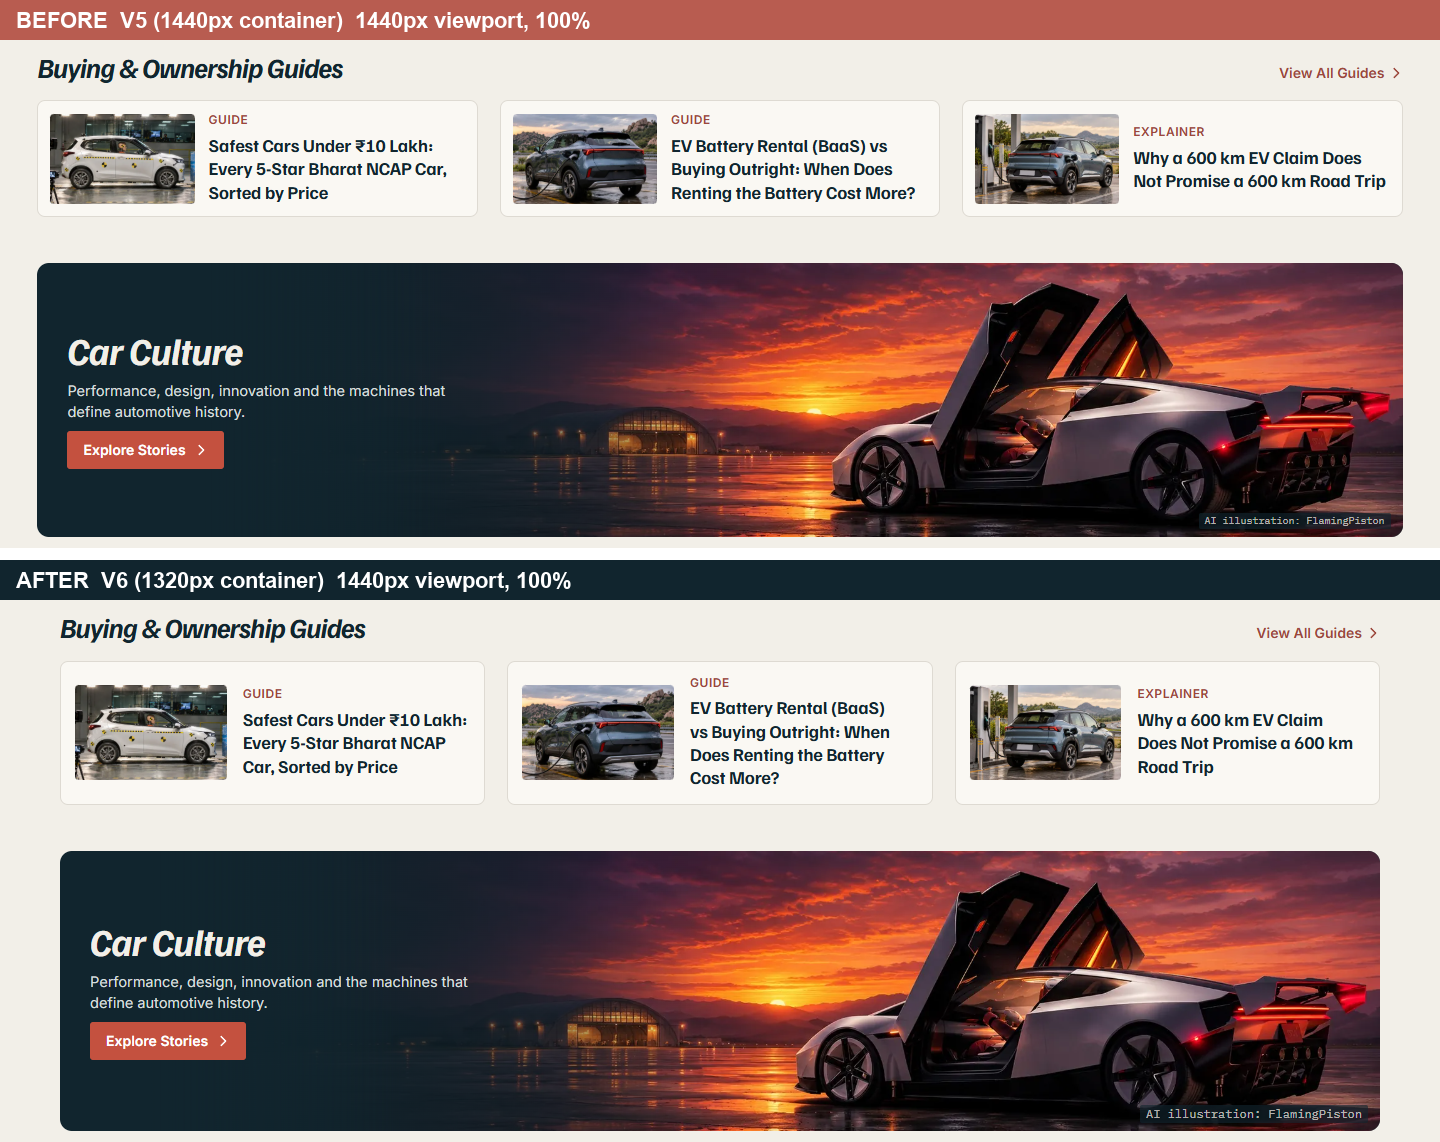 BEFORE V5 (1440px container) 1440px viewport, 100%
Buying & Ownership Guides
View All Guides
GUIDE
Safest Cars Under ₹10 Lakh:
Every 5-Star Bharat NCAP Car,
Sorted by Price
GUIDE
EV Battery Rental (BaaS) vs
Buying Outright: When Does
Renting the Battery Cost More?
EXPLAINER
Why a 600 km EV Claim Does
Not Promise a 600 km Road Trip
Car Culture
Performance, design, innovation and the machines that
define automotive history.
Explore Stories
AI illustration: FlamingPiston
AFTER V6 (1320px container) 1440px viewport, 100%
Buying & Ownership Guides
View All Guides
GUIDE
Safest Cars Under ₹10 Lakh:
Every 5-Star Bharat NCAP
Car, Sorted by Price
GUIDE
EV Battery Rental (BaaS)
vs Buying Outright: When
Does Renting the Battery
Cost More?
EXPLAINER
Why a 600 km EV Claim
Does Not Promise a 600 km
Road Trip
Car Culture
Performance, design, innovation and the machines that
define automotive history.
Explore Stories
AI illustration: FlamingPiston